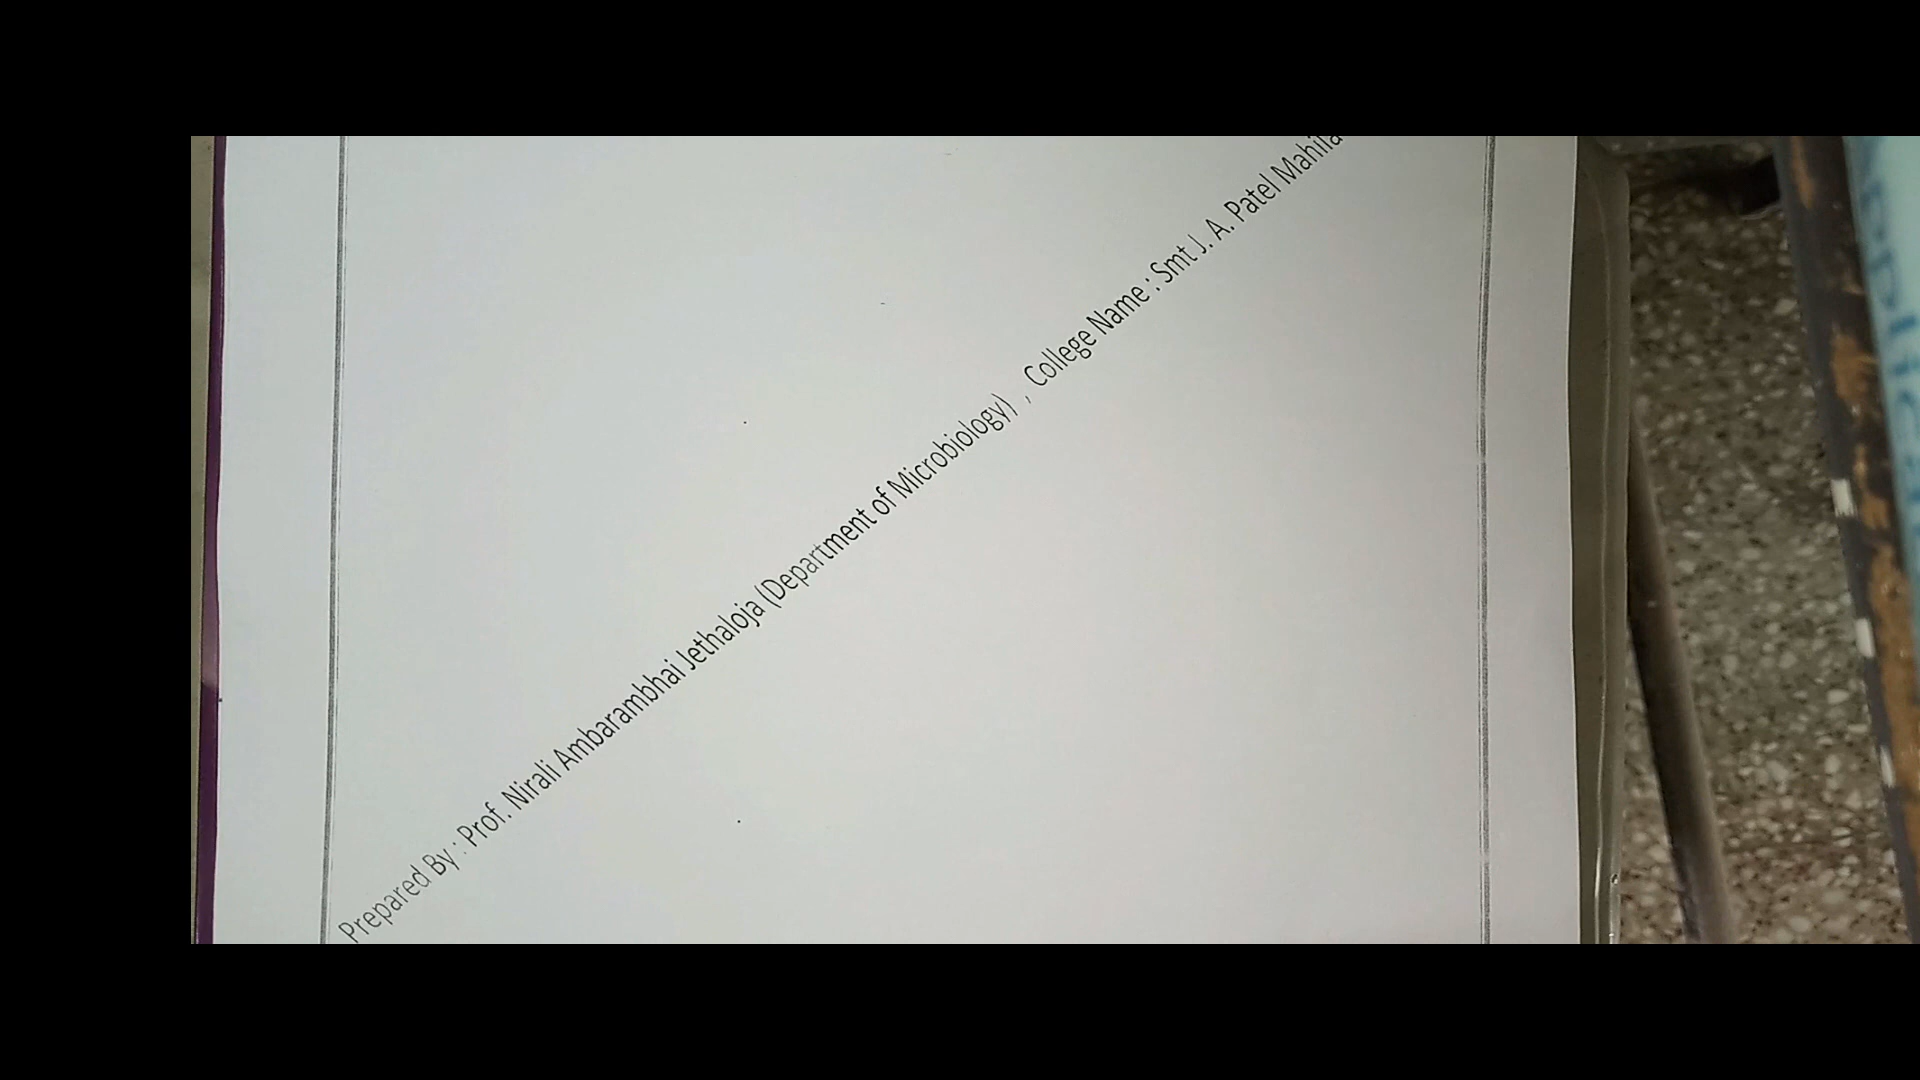 Prepared By : Prof. Nirali Ambarambhai Jethaloja (Department of Microbiology) , College Name : Smt J. A. Patel Mahila